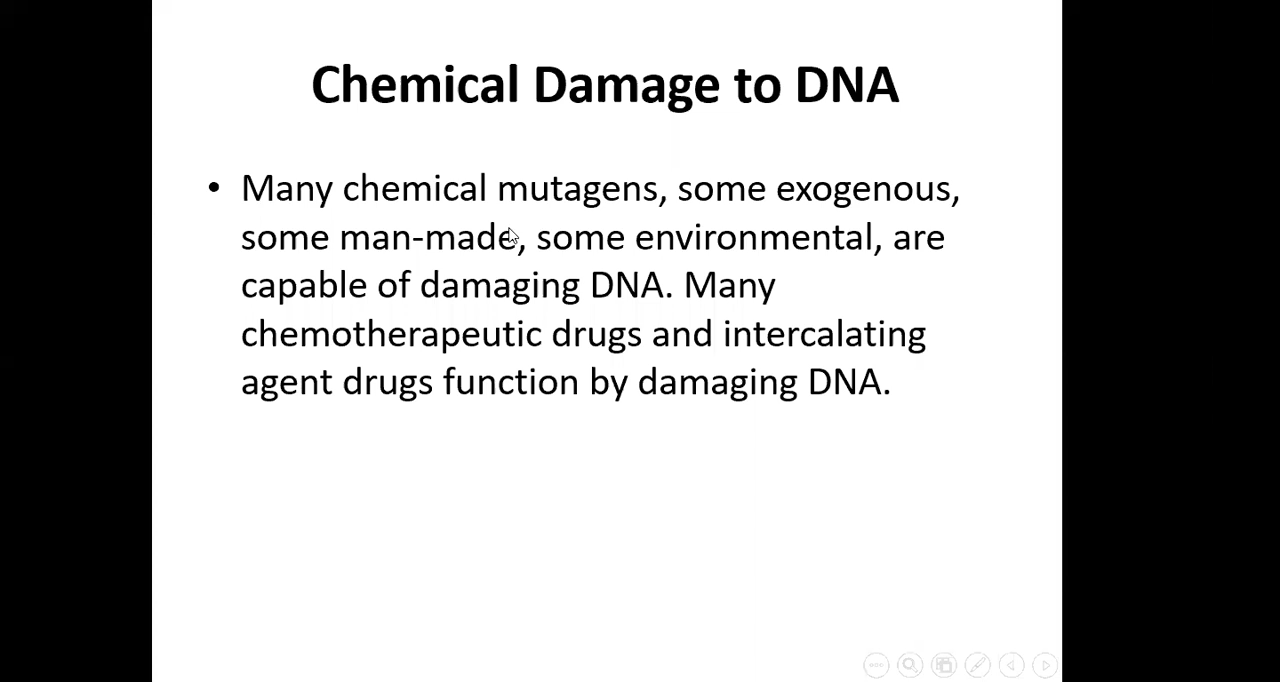 Chemical Damage to DNA
• Many chemical mutagens, some exogenous,
some man-made, some environmental, are
capable of damaging DNA. Many
chemotherapeutic drugs and intercalating
agent drugs function by damaging DNA.